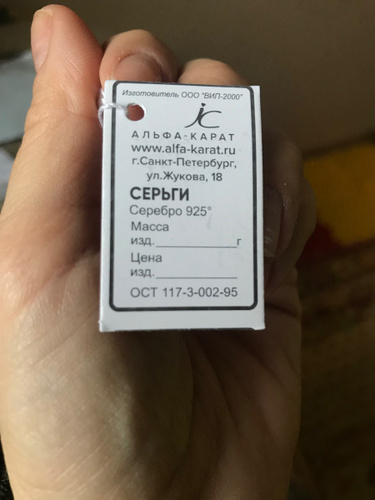 Изготовитель ООО "ВИП-2000"
АЛЬФА-КАРАТ
www.alfa-karat.ru
г.Санкт-Петербург,
ул.Жукова, 18
СЕРЬГИ
Серебро 925°
Масса
изд.____________г
Цена
изд.____________
ОСТ 117-3-002-95